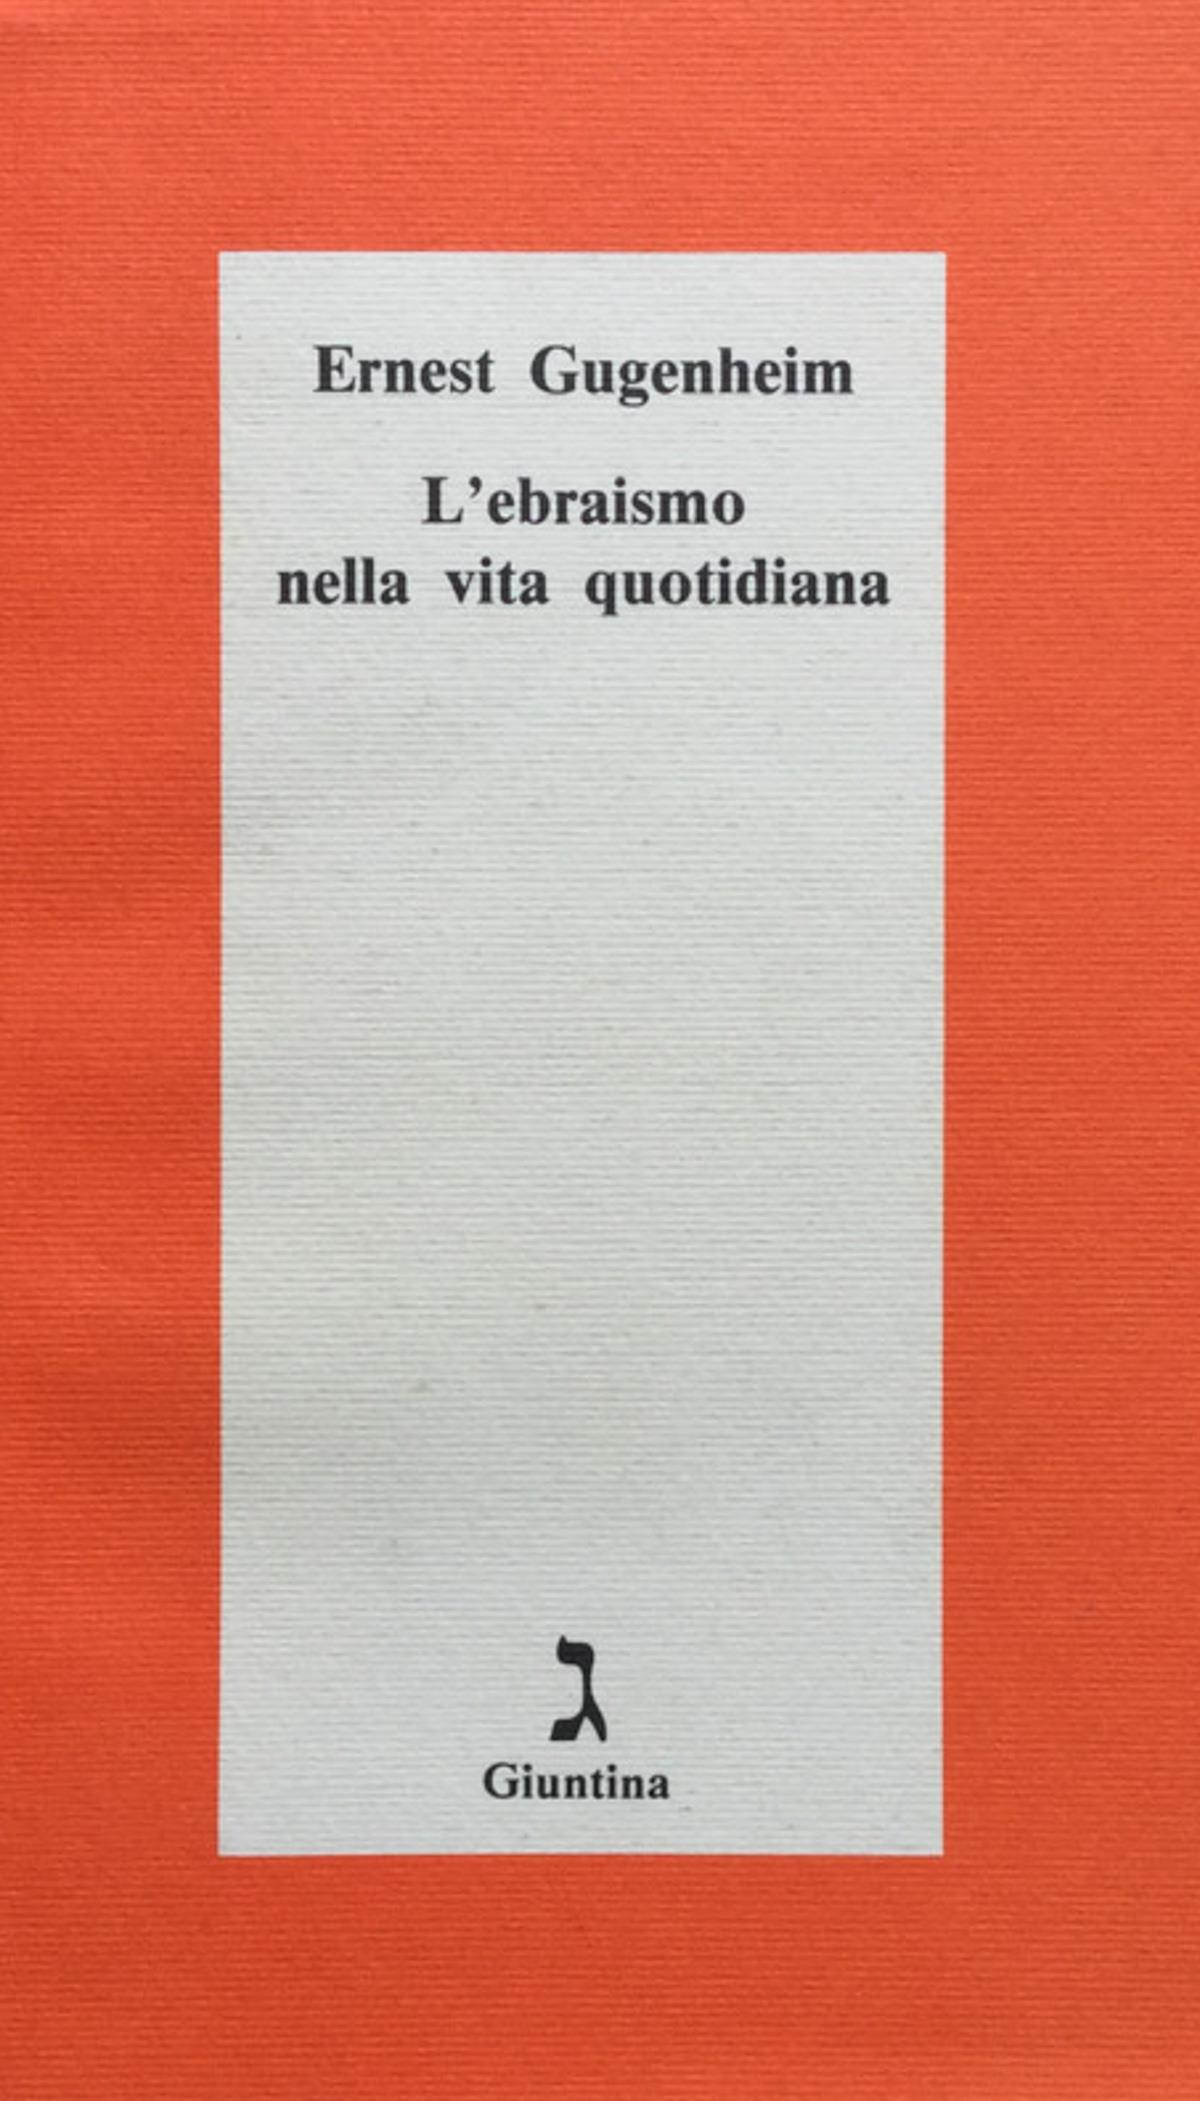 Ernest Gugenheim
L’ebraismo
nella vita quotidiana
ג
Giuntina